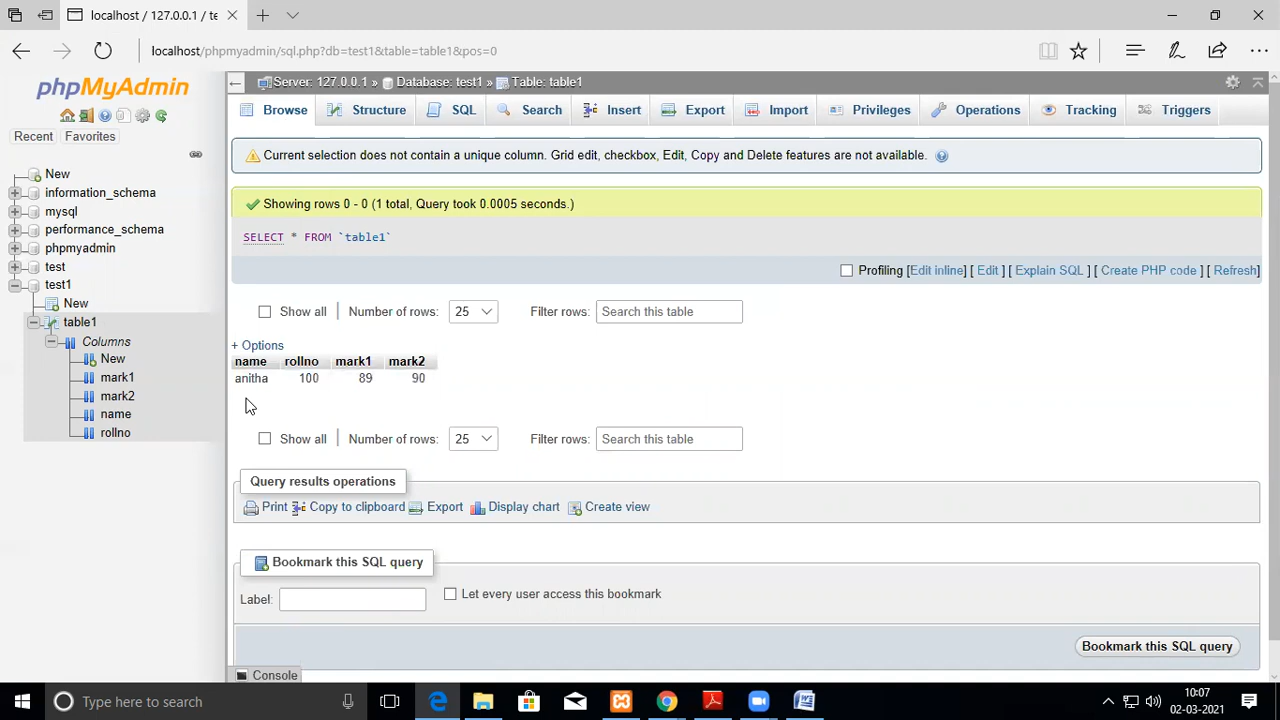 localhost / 127.0.0.1 / te
localhost/phpmyadmin/sql.php?db=test1&table=table1&pos=0
phpMyAdmin
Recent Favorites
New
information_schema
mysql
performance_schema
phpmyadmin
test
test1
New
table1
Columns
New
mark1
mark2
name
rollno
Server: 127.0.0.1 » Database: test1 » Table: table1
Browse Structure SQL Search Insert Export Import Privileges Operations Tracking Triggers
Current selection does not contain a unique column. Grid edit, checkbox, Edit, Copy and Delete features are not available.
Showing rows 0 - 0 (1 total, Query took 0.0005 seconds.)
SELECT * FROM `table1`
Profiling [Edit inline] [ Edit ] [ Explain SQL ] [ Create PHP code ] [ Refresh]
Show all Number of rows: 25 Filter rows: Search this table
+ Options
name rollno mark1 mark2
anitha 100 89 90
Show all Number of rows: 25 Filter rows: Search this table
Query results operations
Print Copy to clipboard Export Display chart Create view
Bookmark this SQL query
Label: Let every user access this bookmark
Bookmark this SQL query
Console
Type here to search
10:07
02-03-2021